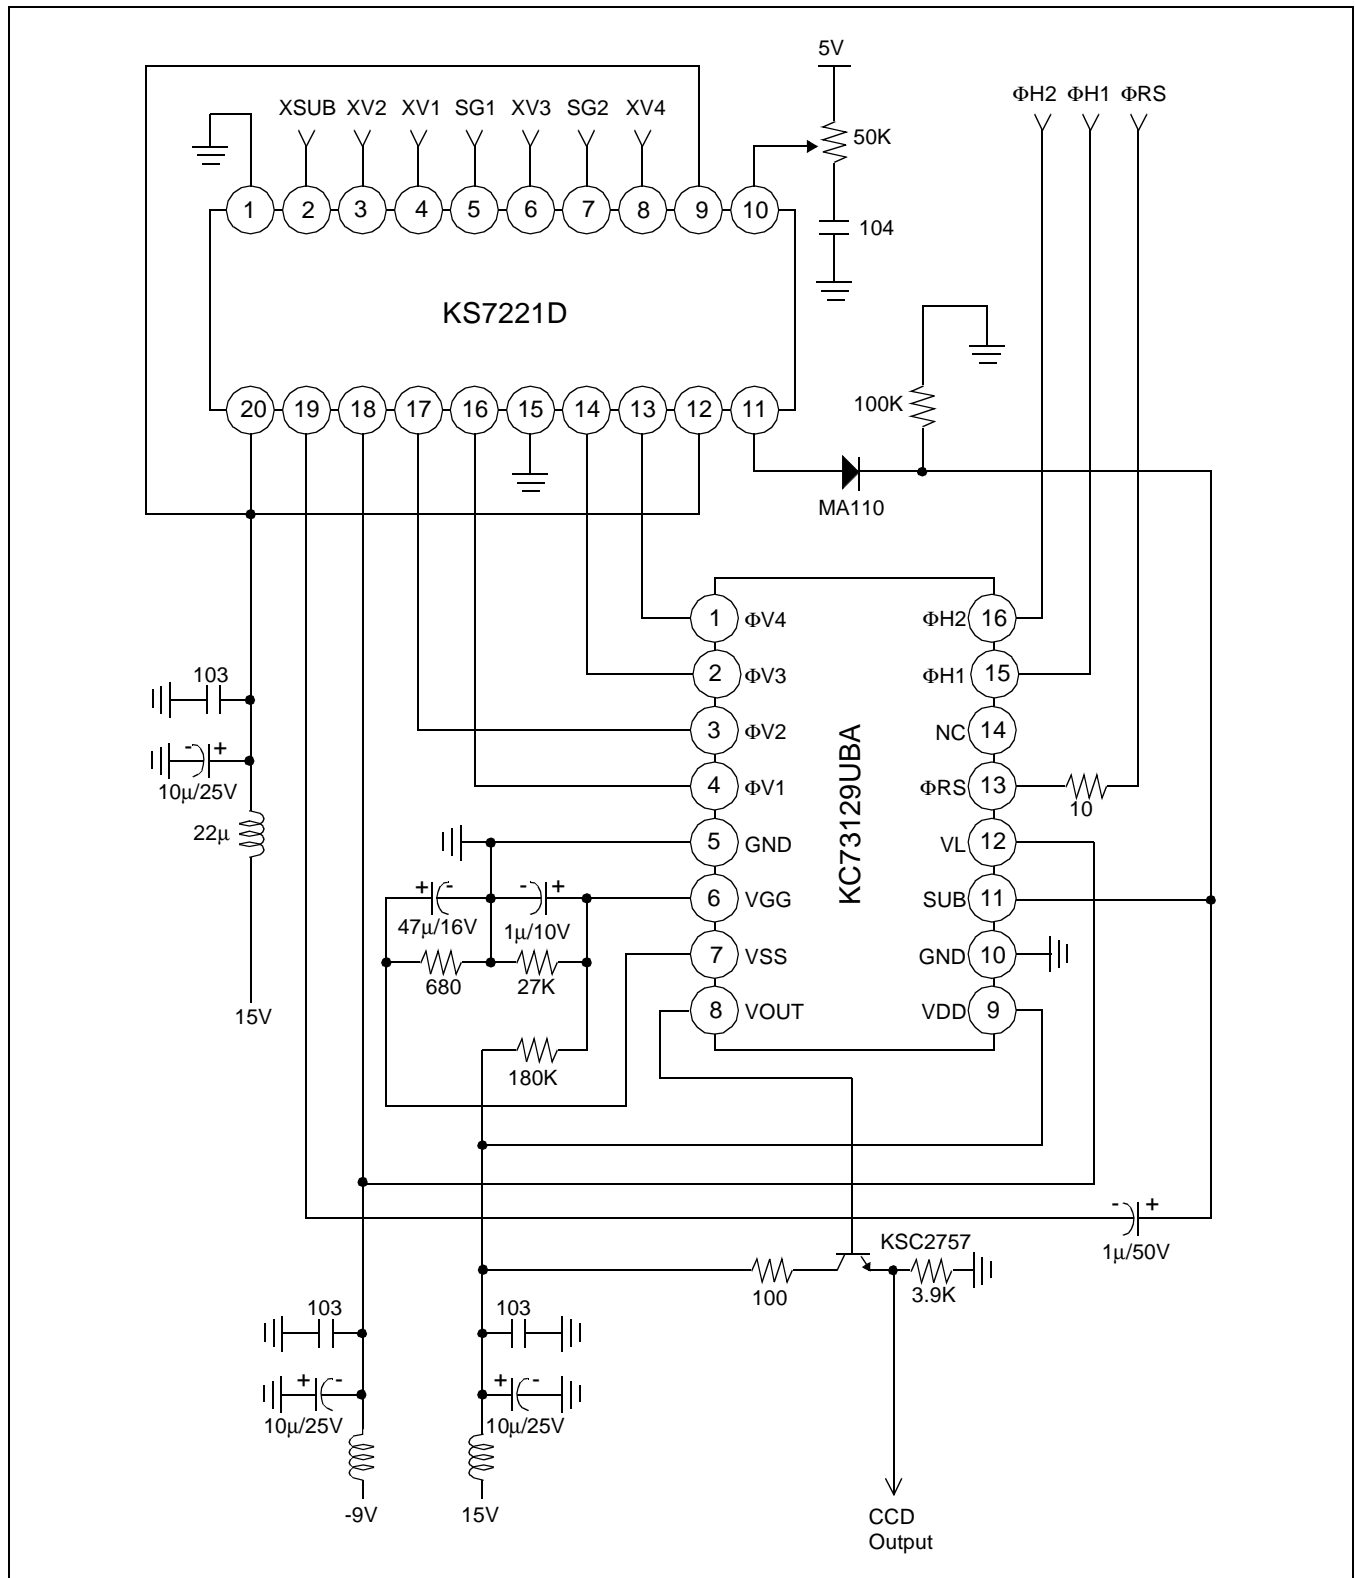 5V
ΦH2 ΦH1 ΦRS
XSUB XV2 XV1 SG1 XV3 SG2 XV4
50K
1 2 3 4 5 6 7 8 9 10
104
KS7221D
100K
20 19 18 17 16 15 14 13 12 11
MA110
1 ΦV4 ΦH2 16
2 ΦV3 ΦH1 15
3 ΦV2 NC 14
4 ΦV1 ΦRS 13
5 GND VL 12
6 VGG SUB 11
7 VSS GND 10
8 VOUT VDD 9
KC73129UBA
10
103
- +
10μ/25V
22μ
15V
+ - - +
47μ/16V 1μ/10V
680 27K
180K
- +
1μ/50V
KSC2757
100 3.9K
103 103
+ - + -
10μ/25V 10μ/25V
-9V 15V
CCD
Output